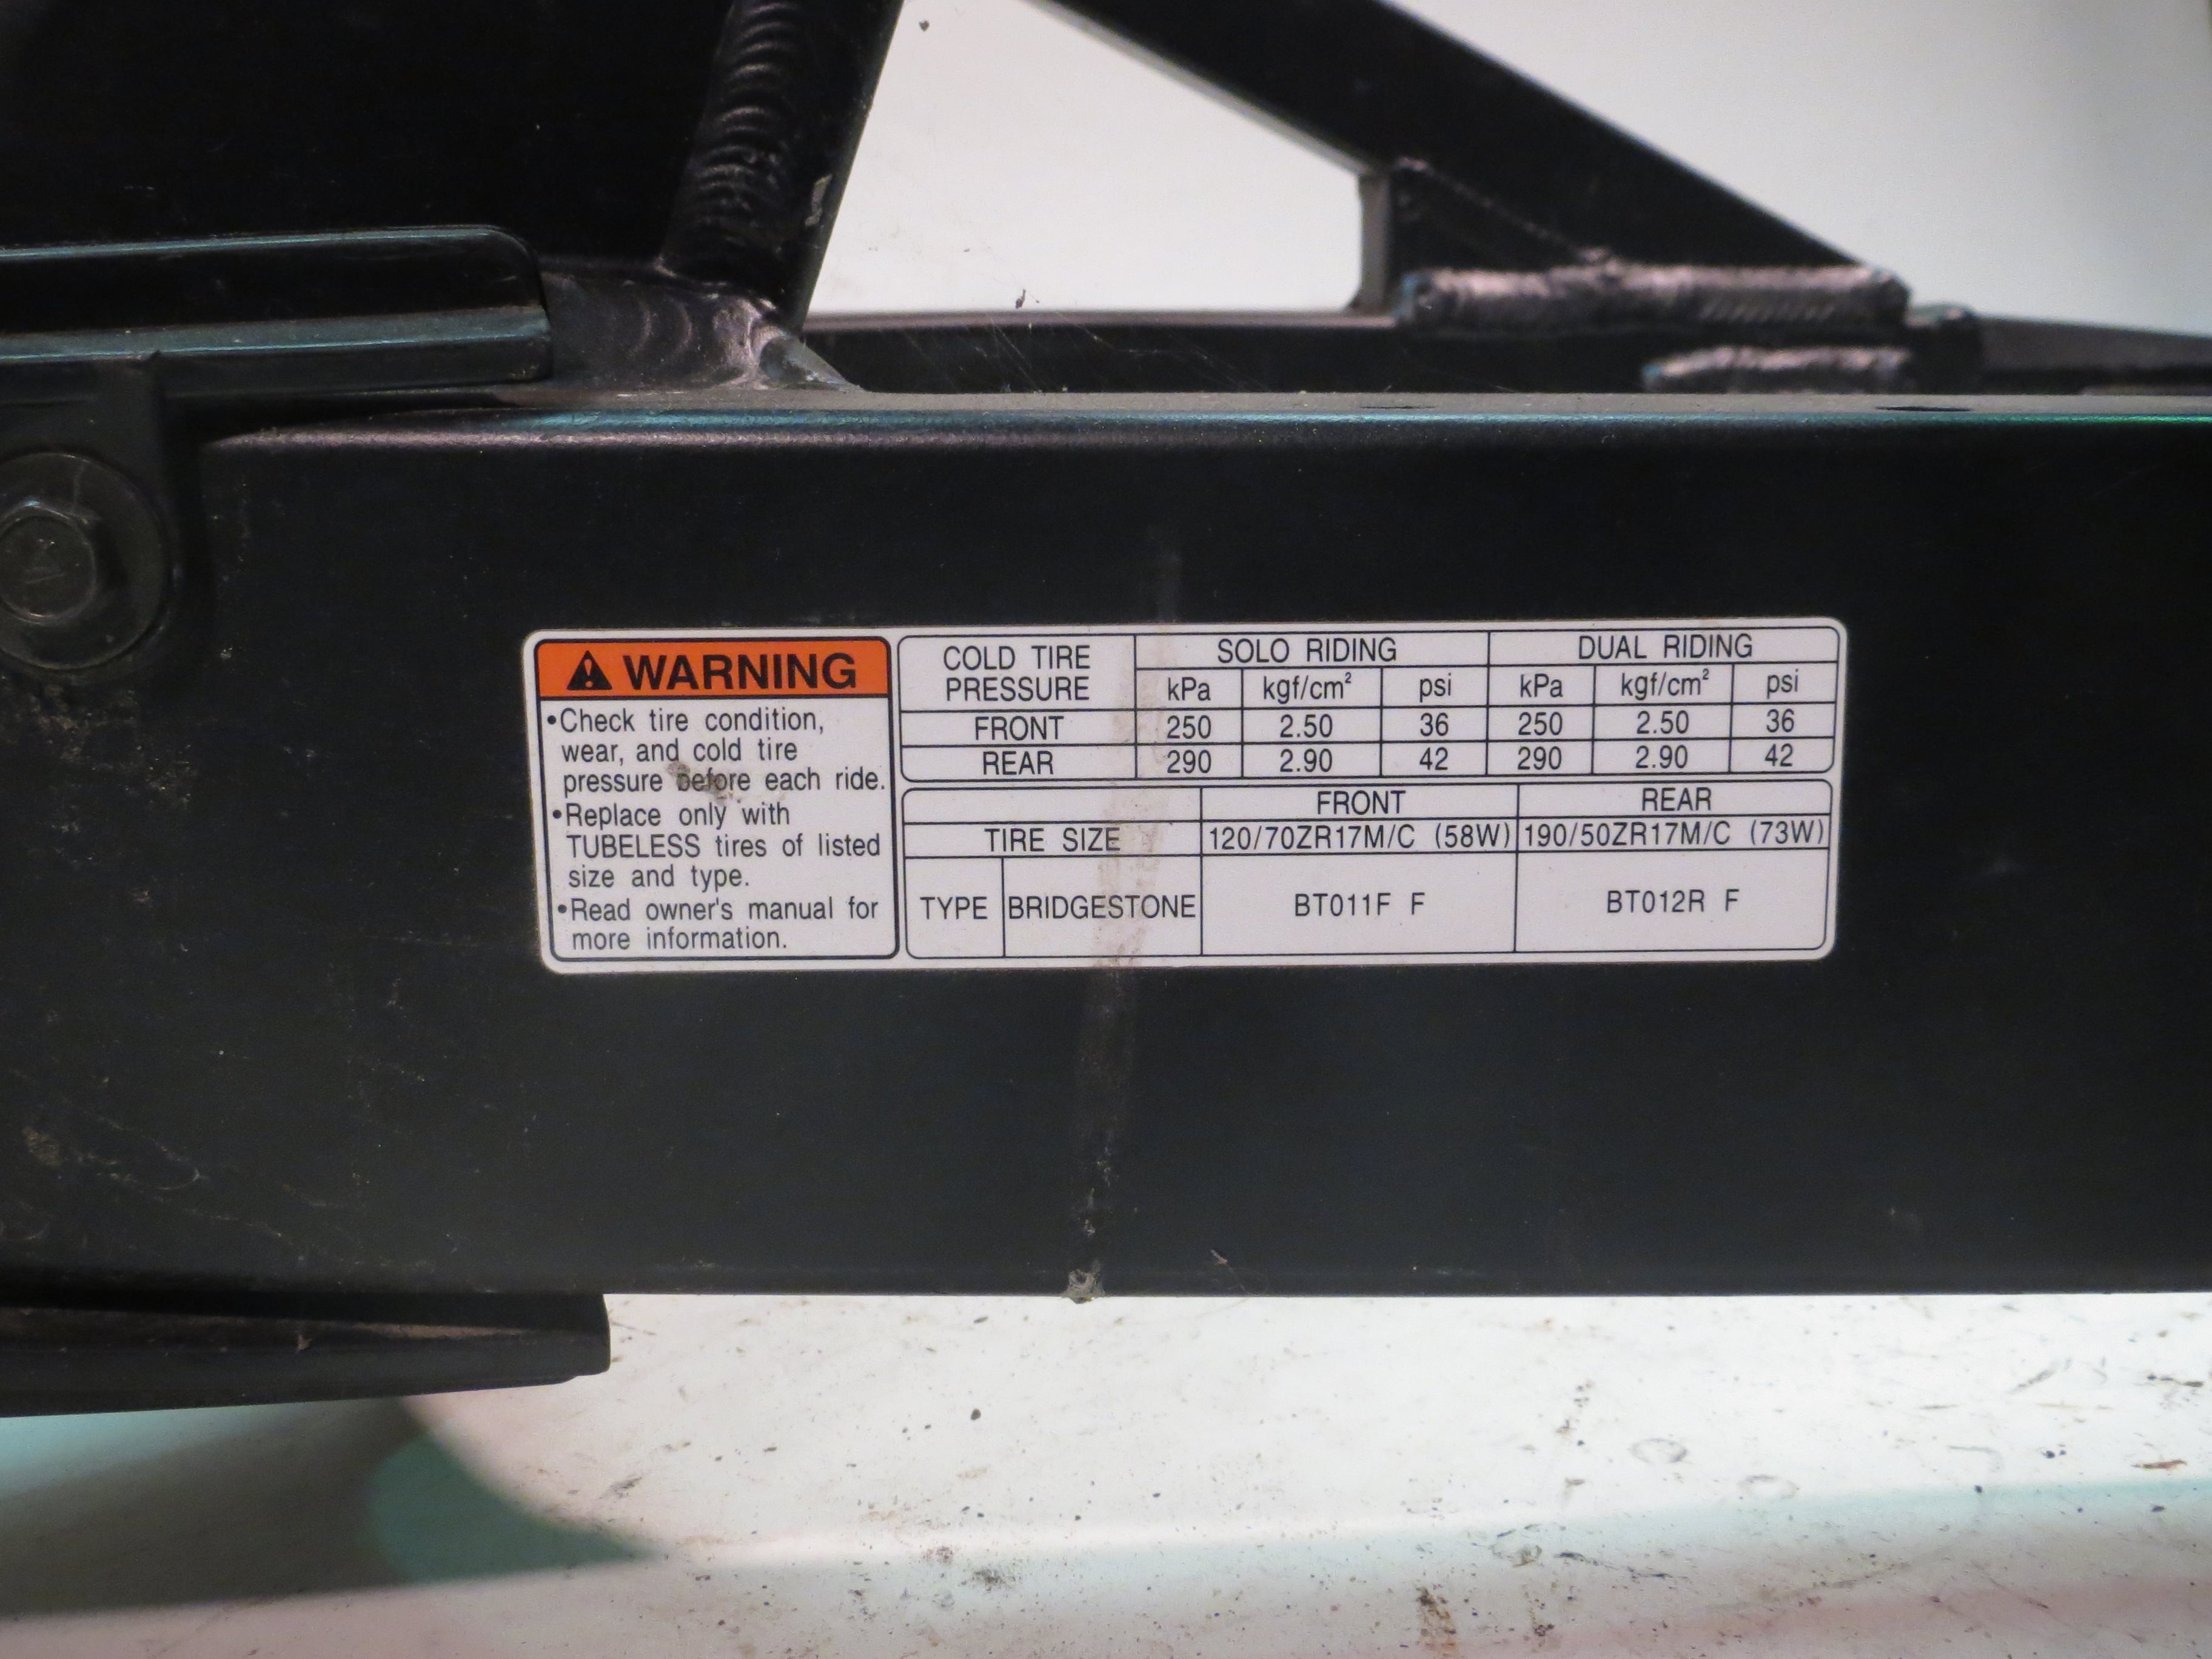 WARNING
•Check tire condition,
wear, and cold tire
pressure before each ride.
•Replace only with
TUBELESS tires of listed
size and type.
•Read owner's manual for
more information.
COLD TIRE PRESSURE SOLO RIDING DUAL RIDING
kPa kgf/cm² psi kPa kgf/cm² psi
FRONT 250 2.50 36 250 2.50 36
REAR 290 2.90 42 290 2.90 42
FRONT REAR
TIRE SIZE 120/70ZR17M/C (58W) 190/50ZR17M/C (73W)
TYPE BRIDGESTONE BT011F F BT012R F